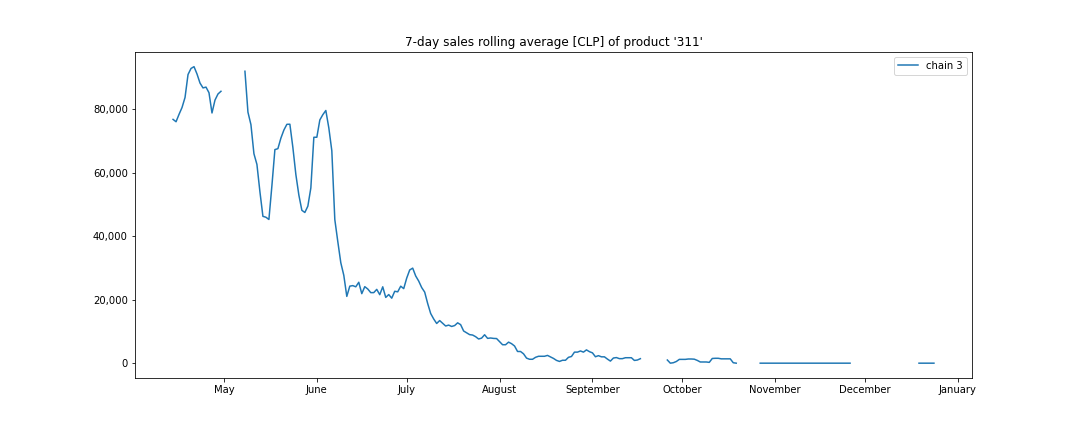 7-day sales rolling average [CLP] of product '311'
chain 3
80,000
60,000
40,000
20,000
0
May June July August September October November December January